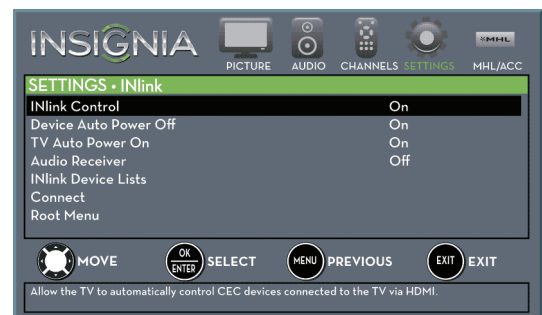 INSIGNIA
PICTURE AUDIO CHANNELS SETTINGS MHL/ACC
MHL
SETTINGS • INlink
INlink Control On
Device Auto Power Off On
TV Auto Power On On
Audio Receiver Off
INlink Device Lists
Connect
Root Menu
MOVE OK/ENTER SELECT MENU PREVIOUS EXIT EXIT
Allow the TV to automatically control CEC devices connected to the TV via HDMI.